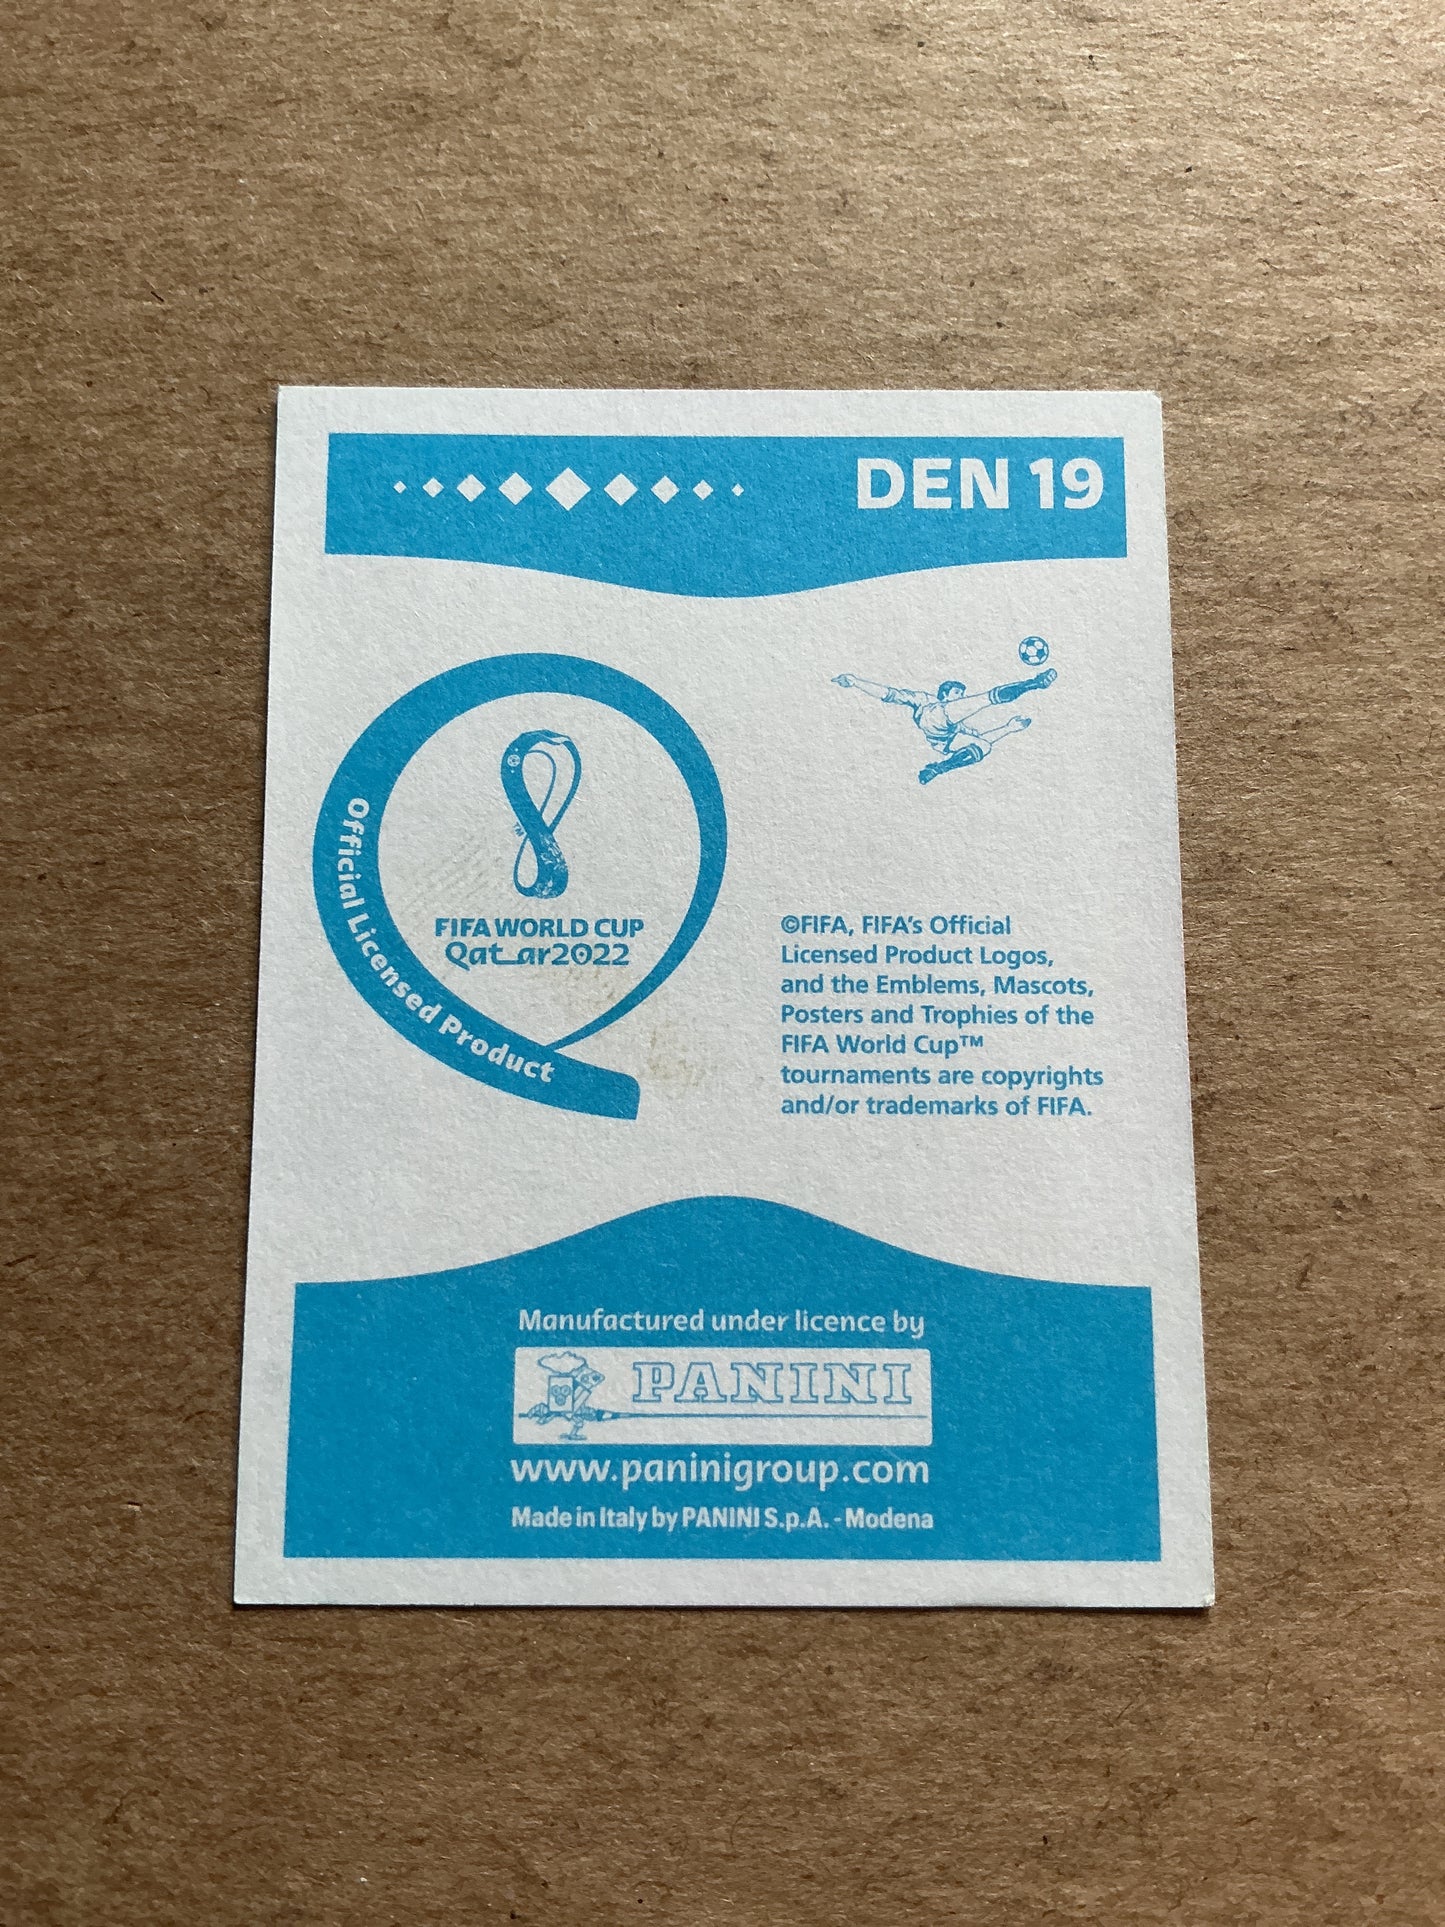 DEN 19
Official Licensed Product
TM
FIFA WORLD CUP
Qatar2022
©FIFA, FIFA's Official
Licensed Product Logos,
and the Emblems, Mascots,
Posters and Trophies of the
FIFA World Cup™
tournaments are copyrights
and/or trademarks of FIFA.
Manufactured under licence by
PANINI
www.paninigroup.com
Made in Italy by PANINI S.p.A. - Modena